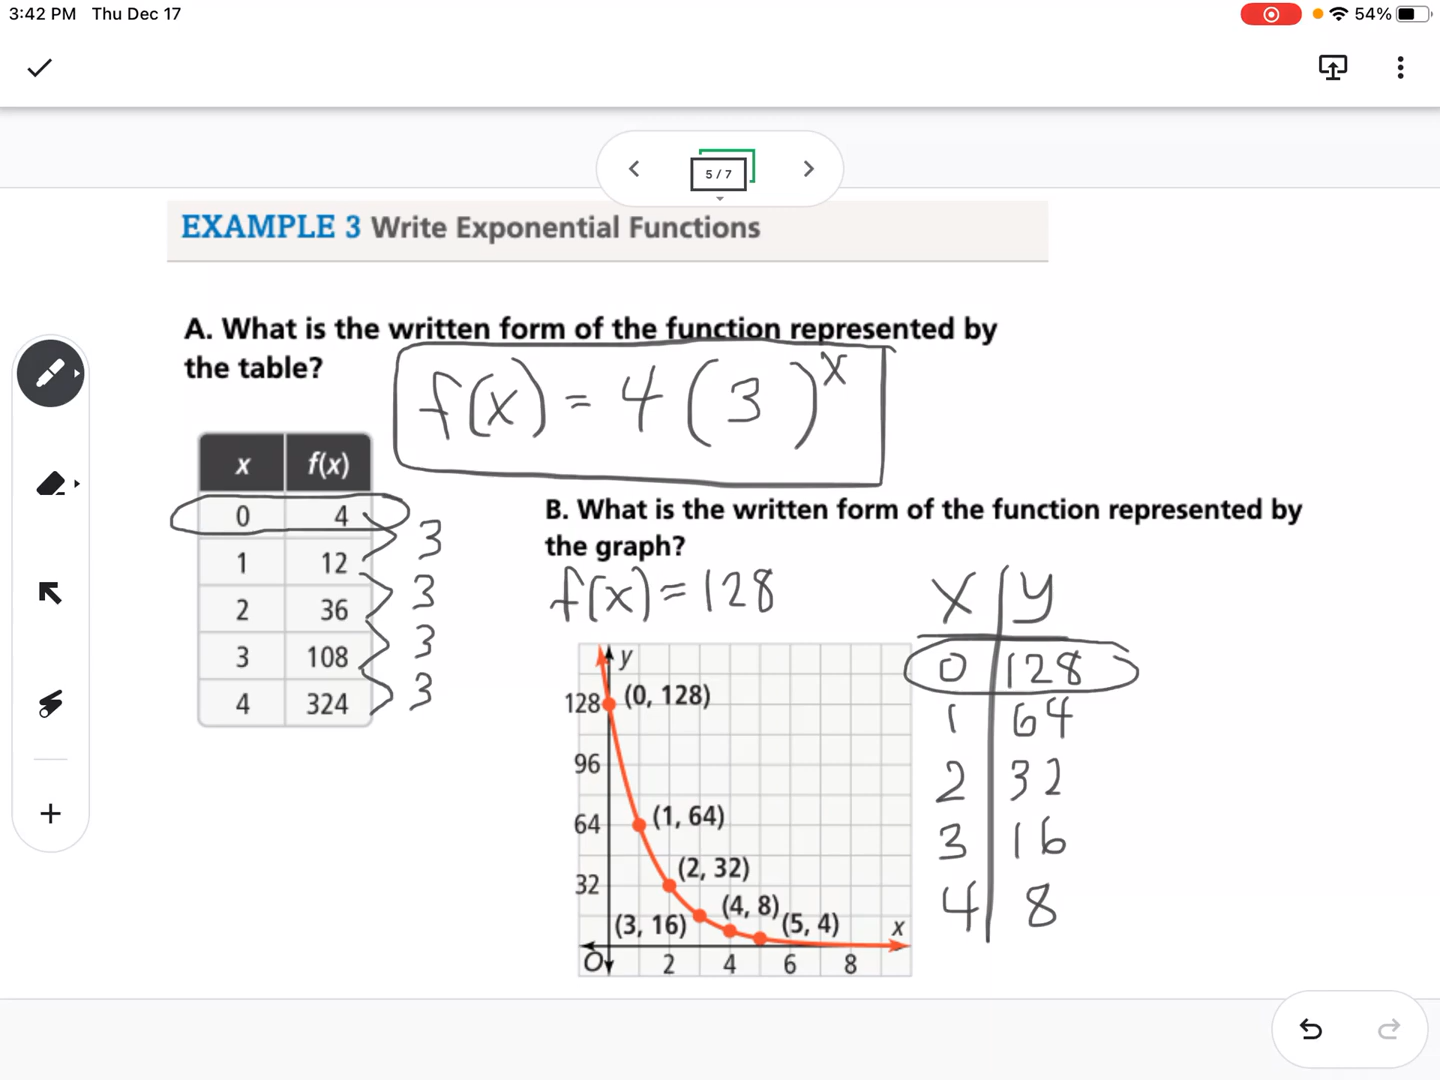 3:42 PM Thu Dec 17
54%
5 / 7
EXAMPLE 3 Write Exponential Functions
A. What is the written form of the function represented by
the table?
f(x) = 4 (3)^x
x f(x)
0 4
1 12
2 36
3 108
4 324
3
3
3
3
B. What is the written form of the function represented by
the graph?
f(x) = 128
y
128 (0, 128)
96
64 (1, 64)
(2, 32)
32
(4, 8)
(3, 16) (5, 4) x
O 2 4 6 8
X Y
0 128
1 64
2 32
3 16
4 8